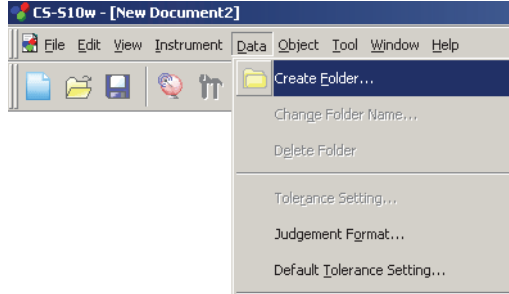 CS-S10w - [New Document2]
File Edit View Instrument Data Object Tool Window Help
Create Folder...
Change Folder Name...
Delete Folder
Tolerance Setting...
Judgement Format...
Default Tolerance Setting...